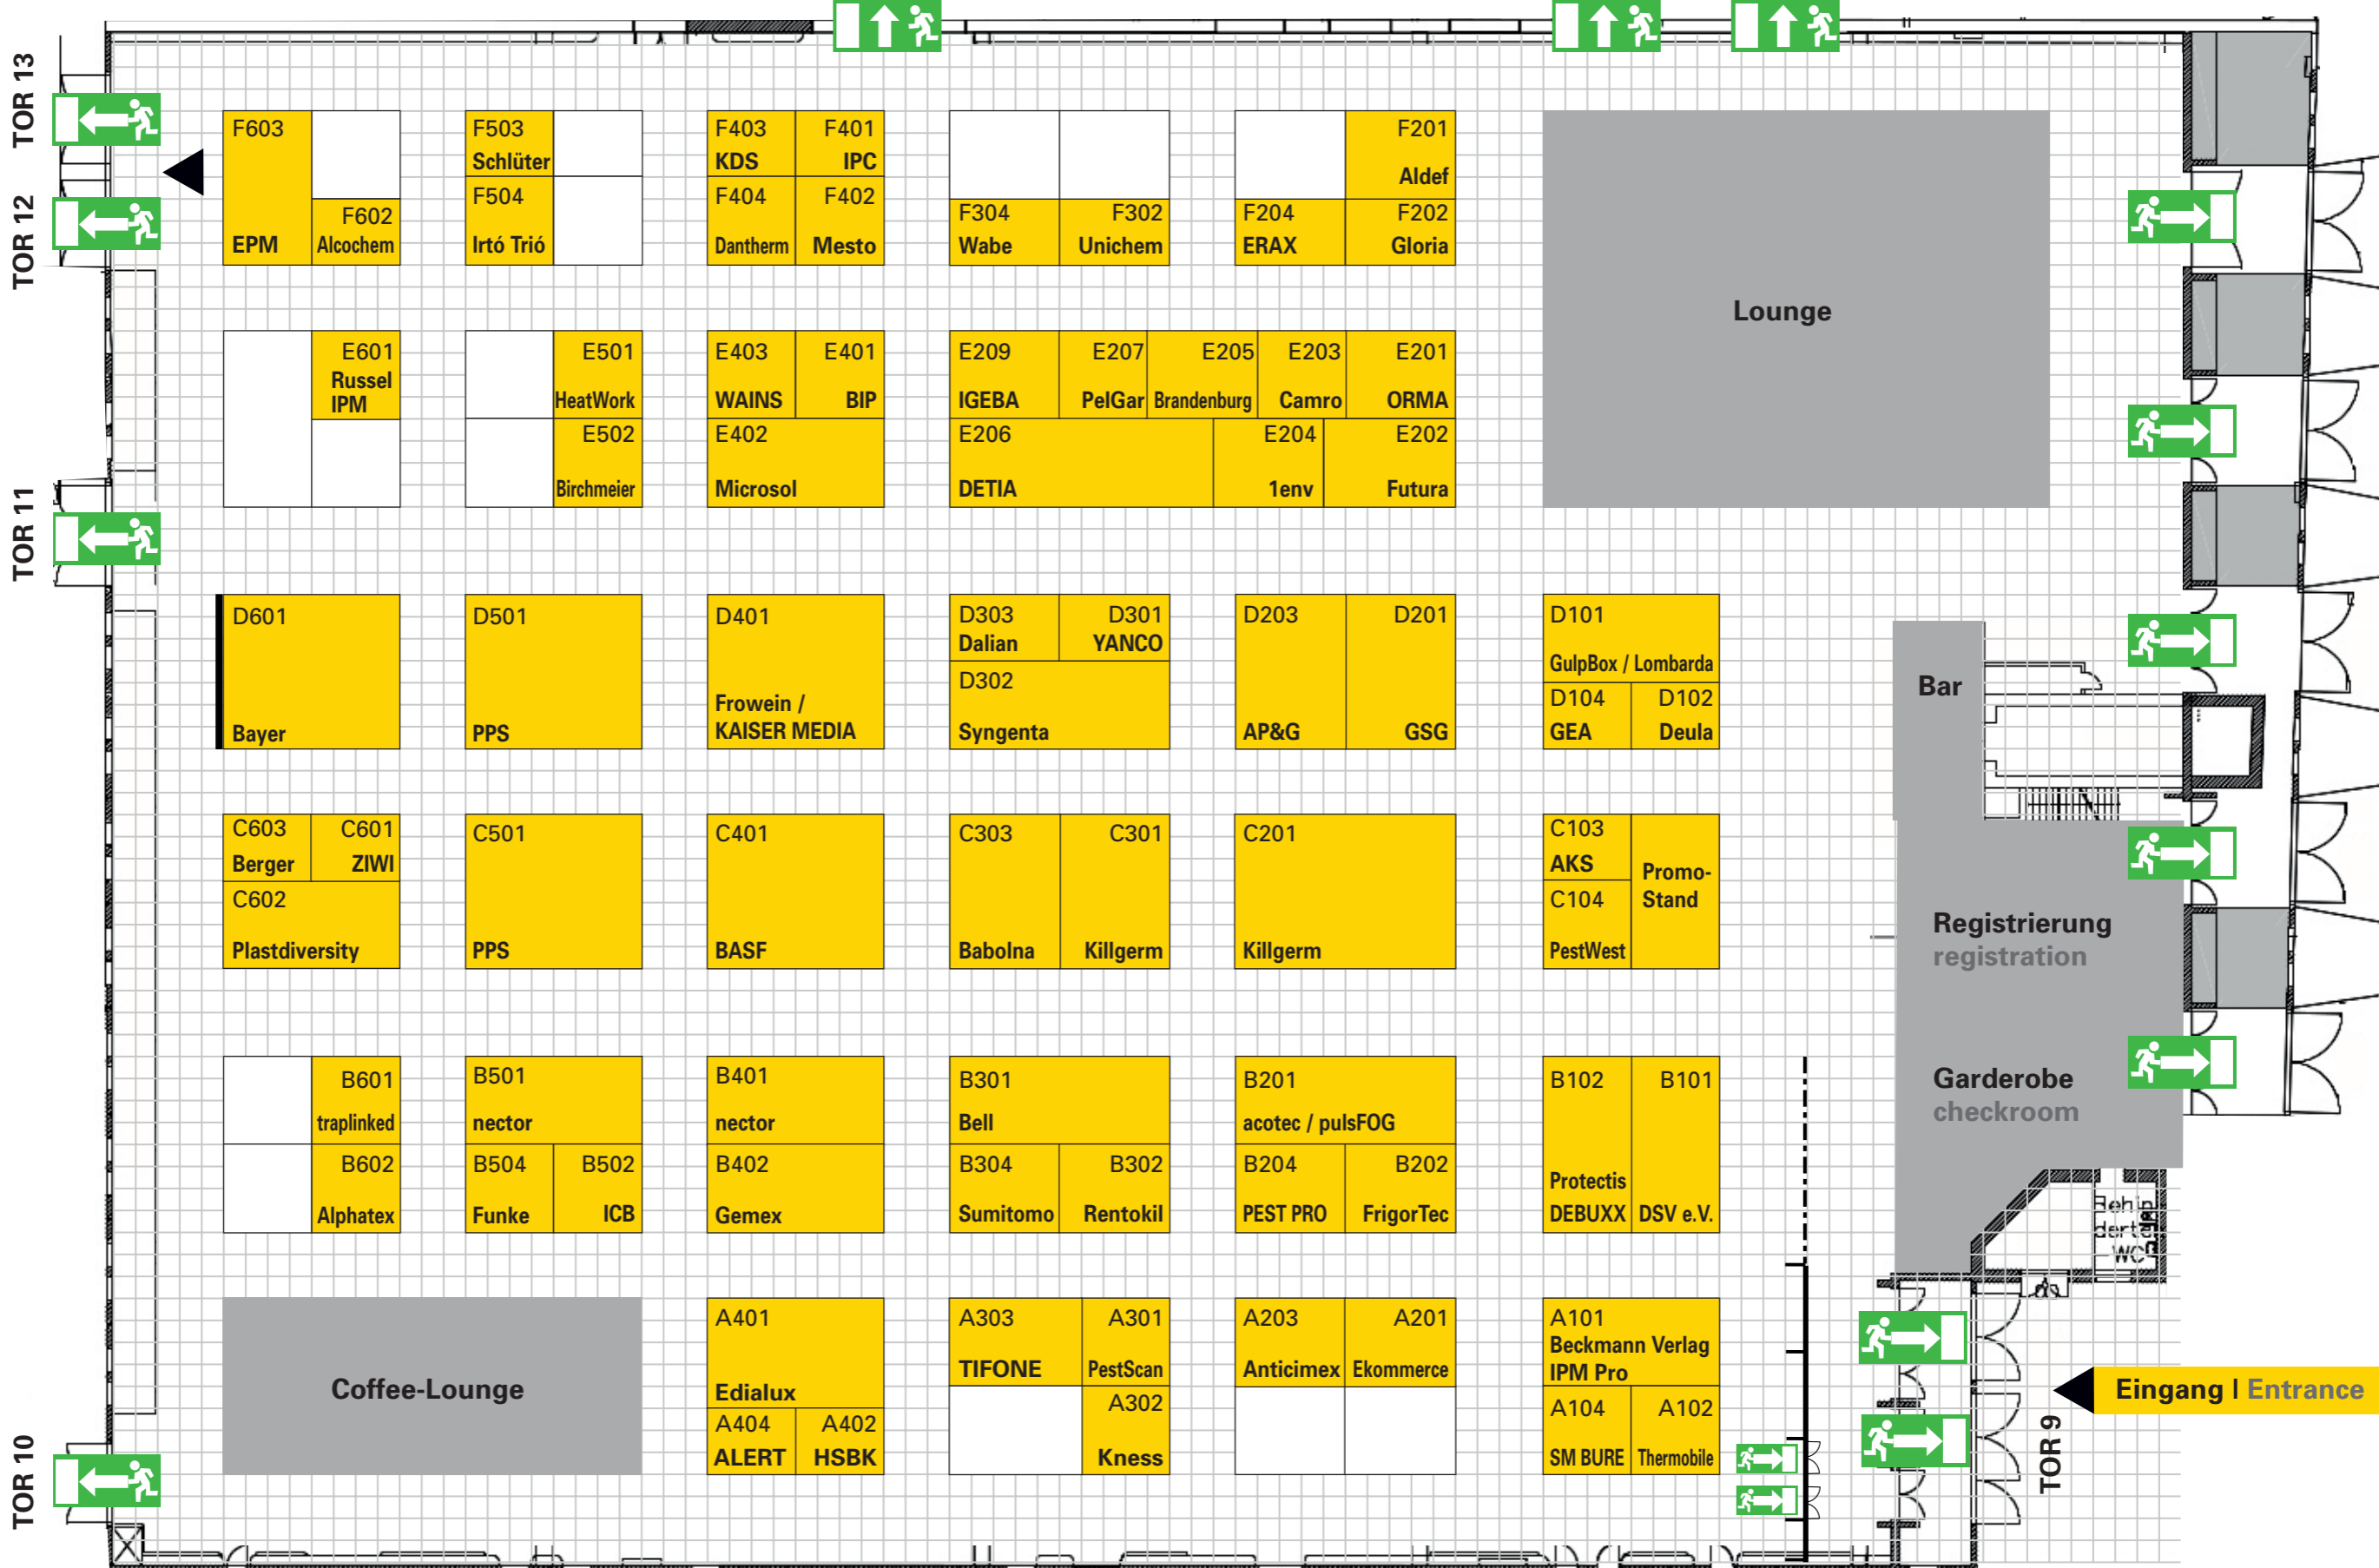 TOR 13
TOR 12
TOR 11
TOR 10
F603
EPM
F602
Alcochem
F503
Schlüter
F504
Irtó Trió
F403
KDS
F401
IPC
F404
Dantherm
F402
Mesto
F304
Wabe
F302
Unichem
F201
Aldef
F204
ERAX
F202
Gloria
Lounge
E601
Russel
IPM
E501
HeatWork
E502
Birchmeier
E403
WAINS
E401
BIP
E402
Microsol
E209
IGEBA
E207
PelGar
E205
Brandenburg
E203
Camro
E201
ORMA
E206
DETIA
E204
1env
E202
Futura
D601
Bayer
D501
PPS
D401
Frowein /
KAISER MEDIA
D303
Dalian
D301
YANCO
D302
Syngenta
D203
AP&G
D201
GSG
D101
GulpBox / Lombarda
D104
GEA
D102
Deula
Bar
C603
Berger
C601
ZIWI
C602
Plastdiversity
C501
PPS
C401
BASF
C303
Babolna
C301
Killgerm
C201
Killgerm
C103
AKS
C104
PestWest
Promo-
Stand
Registrierung
registration
Garderobe
checkroom
B601
traplinked
B602
Alphatex
B501
nector
B504
Funke
B502
ICB
B401
nector
B402
Gemex
B301
Bell
B304
Sumitomo
B302
Rentokil
B201
acotec / pulsFOG
B204
PEST PRO
B202
FrigorTec
B102
Protectis
DEBUXX
B101
DSV e.V.
Behin
derte
WC
Coffee-Lounge
A401
Edialux
A404
ALERT
A402
HSBK
A303
TIFONE
A301
PestScan
A302
Kness
A203
Anticimex
A201
Ekommerce
A101
Beckmann Verlag
IPM Pro
A104
SM BURE
A102
Thermobile
Eingang | Entrance
TOR 9